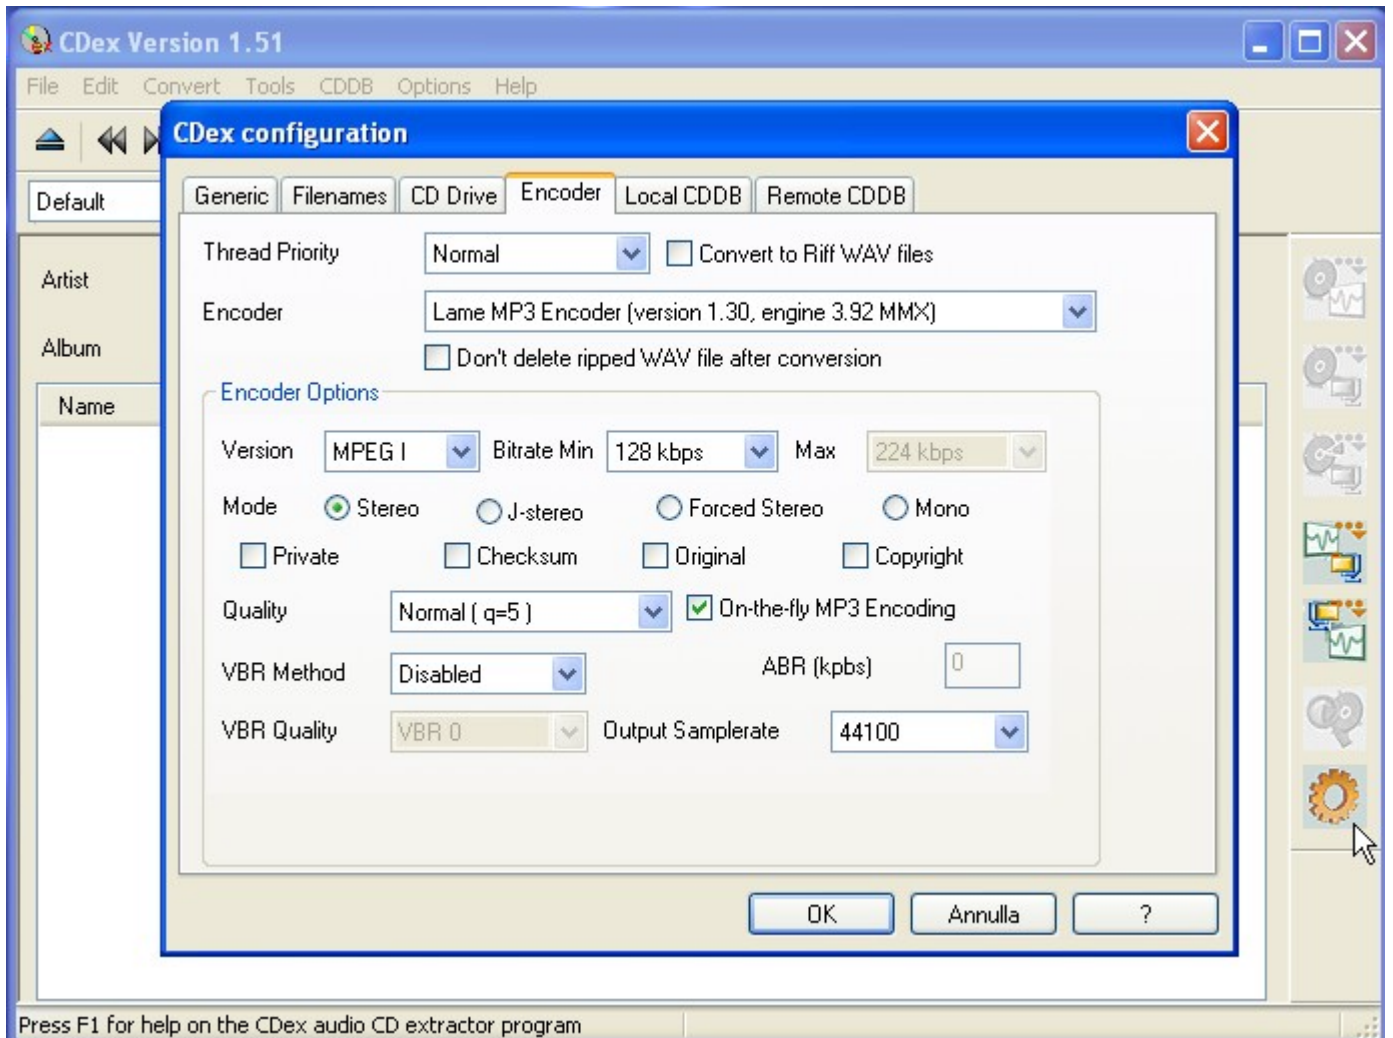 CDex Version 1.51
File Edit Convert Tools CDDB Options Help
CDex configuration
Default
Generic Filenames CD Drive Encoder Local CDDB Remote CDDB
Thread Priority Normal Convert to Riff WAV files
Artist
Encoder Lame MP3 Encoder (version 1.30, engine 3.92 MMX)
Album
Don't delete ripped WAV file after conversion
Name
Encoder Options
Version MPEG I Bitrate Min 128 kbps Max 224 kbps
Mode Stereo J-stereo Forced Stereo Mono
Private Checksum Original Copyright
Quality Normal ( q=5 ) On-the-fly MP3 Encoding
VBR Method Disabled ABR (kpbs) 0
VBR Quality VBR 0 Output Samplerate 44100
OK Annulla ?
Press F1 for help on the CDex audio CD extractor program